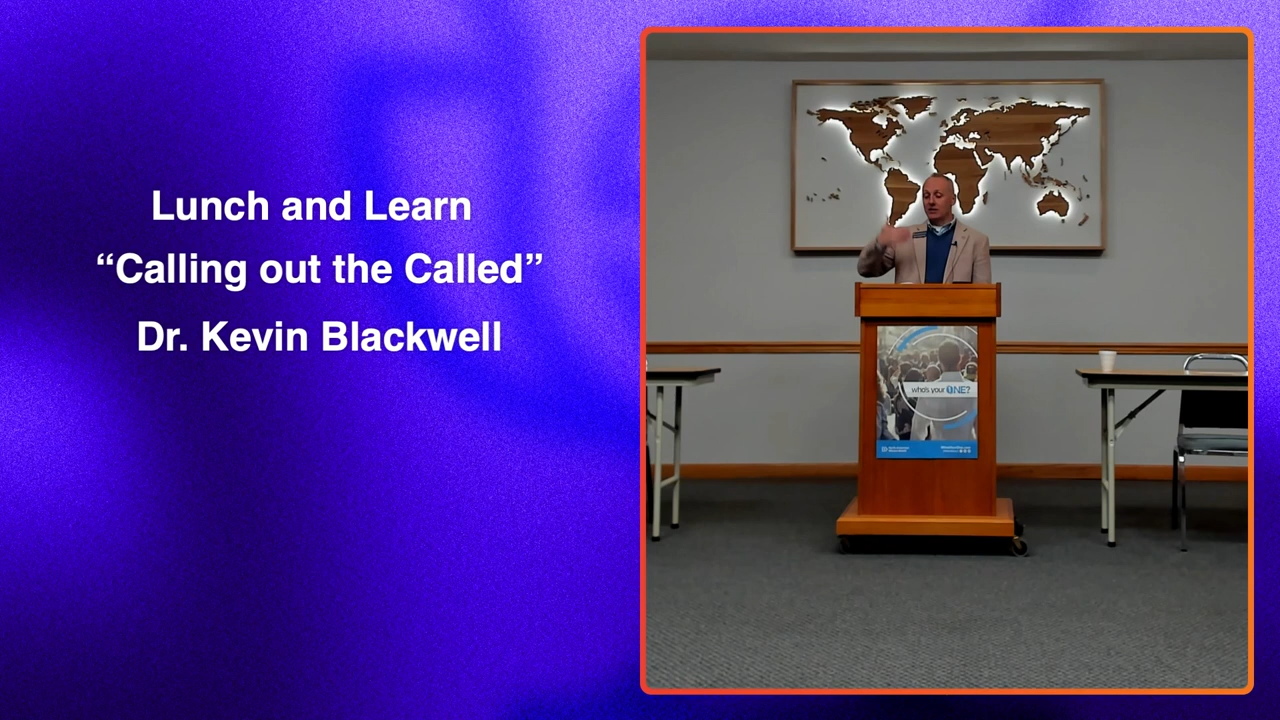 Lunch and Learn
“Calling out the Called”
Dr. Kevin Blackwell
who's your ONE?